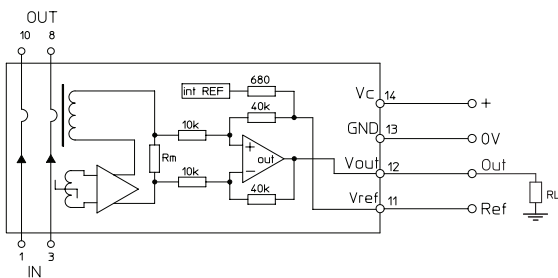 OUT
10 8
int REF
680
40k
10k
Rm
+
out
-
10k
40k
Vc 14 +
GND 13 0V
Vout 12 Out
RL
Vref 11 Ref
1 3
IN